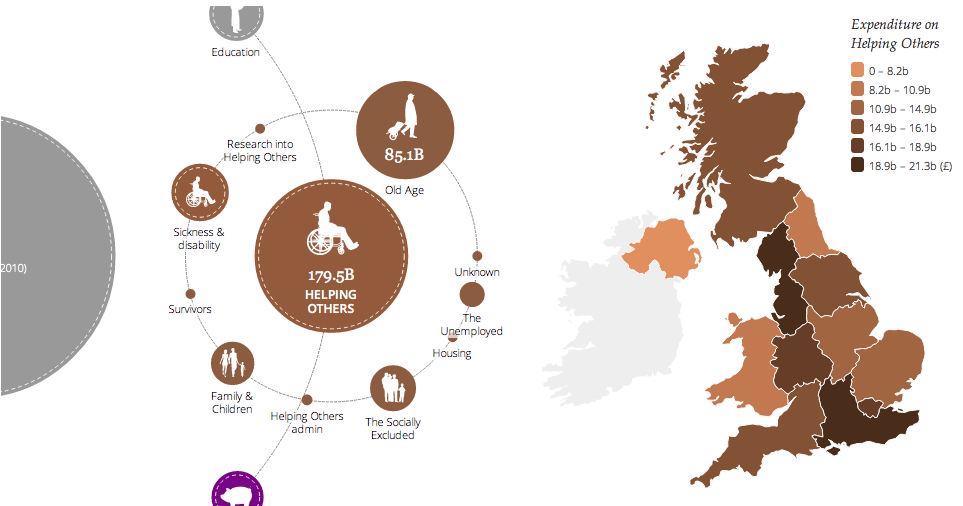 Education
Research into
Helping Others
85.1B
Old Age
Sickness &
disability
2010)
179.5B
HELPING
OTHERS
Unknown
Survivors
The
Unemployed
Housing
Family &
Children
Helping Others
admin
The Socially
Excluded
Expenditure on
Helping Others
0 – 8.2b
8.2b – 10.9b
10.9b – 14.9b
14.9b – 16.1b
16.1b – 18.9b
18.9b – 21.3b (£)